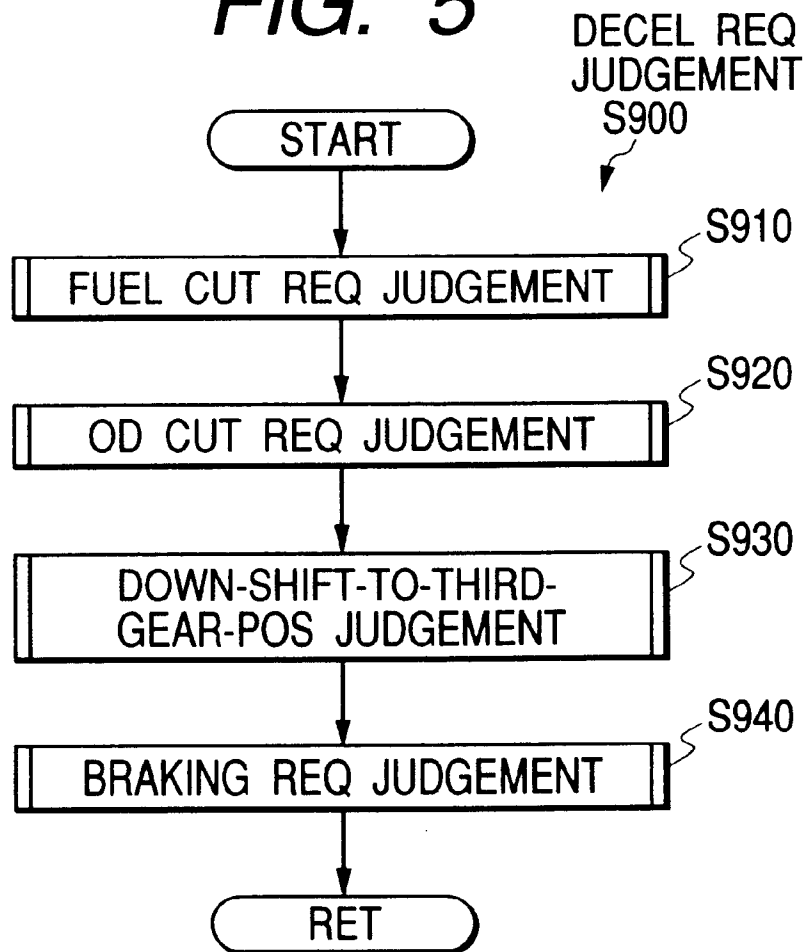 FIG. 5
DECEL REQ
JUDGEMENT
S900
START
S910
FUEL CUT REQ JUDGEMENT
S920
OD CUT REQ JUDGEMENT
S930
DOWN-SHIFT-TO-THIRD-
GEAR-POS JUDGEMENT
S940
BRAKING REQ JUDGEMENT
RET